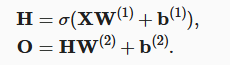 H = σ(XW⁽¹⁾ + b⁽¹⁾),
O = HW⁽²⁾ + b⁽²⁾.